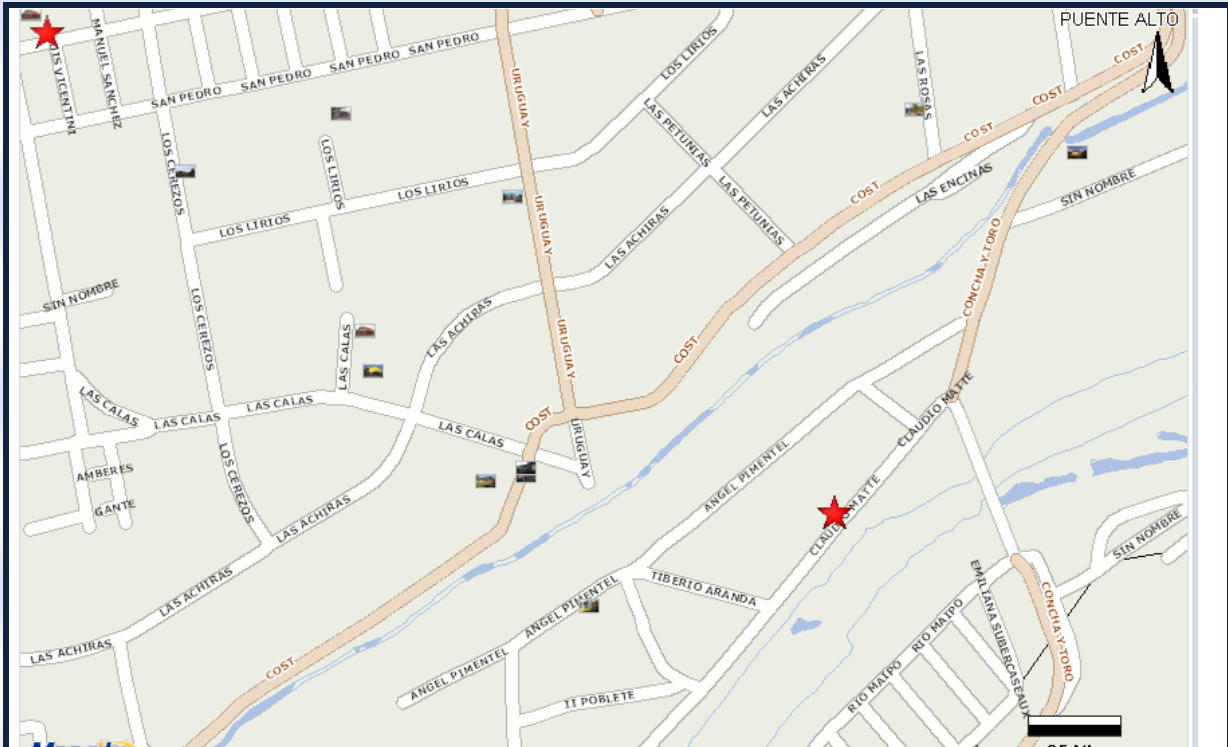 PUENTE ALTO
COST
LUIS VICENTINI
MANUEL SANCHEZ
SAN PEDRO
SAN PEDRO
SAN PEDRO
SAN PEDRO
URUGUAY
LOS LIRIOS
LAS ACHIRAS
LAS ROSAS
COST
COST
LAS PETUNIAS
LOS CEREZOS
LOS LIRIOS
LOS LIRIOS
LOS LIRIOS
LAS PETUNIAS
COST
LAS ENCINAS
SIN NOMBRE
URUGUAY
LAS ACHIRAS
CONCHA Y TORO
SIN NOMBRE
LOS CEREZOS
LAS ACHIRAS
URUGUAY
COST
LAS CALAS
LAS CALAS
LAS CALAS
LAS CALAS
COST
LAS CALAS
URUGUAY
CLAUDIO MATTE
LOS CEREZOS
AMBERES
GANTE
ANGEL PIMENTEL
CLAUDIO MATTE
LAS ACHIRAS
SIN NOMBRE
LAS ACHIRAS
ANGEL PIMENTEL
TIBERIO ARANDA
RIO MAIPO
EMILIANA SUBERCASEAUX
CONCHA Y TORO
LAS ACHIRAS
COST
ANGEL PIMENTEL
II POBLETE
RIO MAIPO